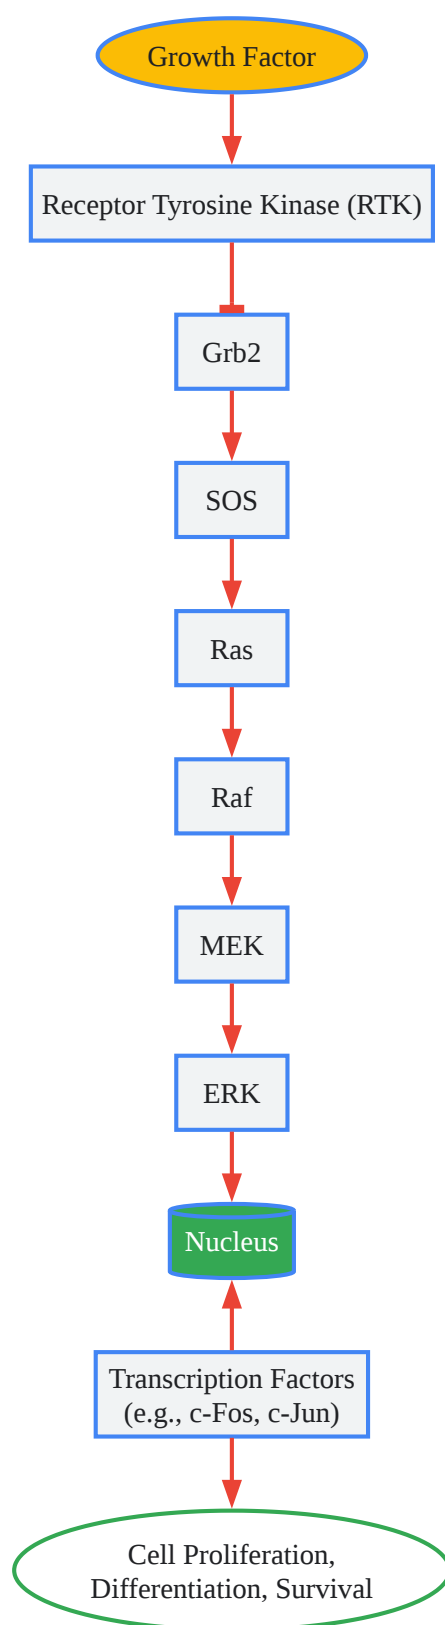 Growth Factor
Receptor Tyrosine Kinase (RTK)
Grb2
SOS
Ras
Raf
MEK
ERK
Nucleus
Transcription Factors
(e.g., c-Fos, c-Jun)
Cell Proliferation,
Differentiation, Survival